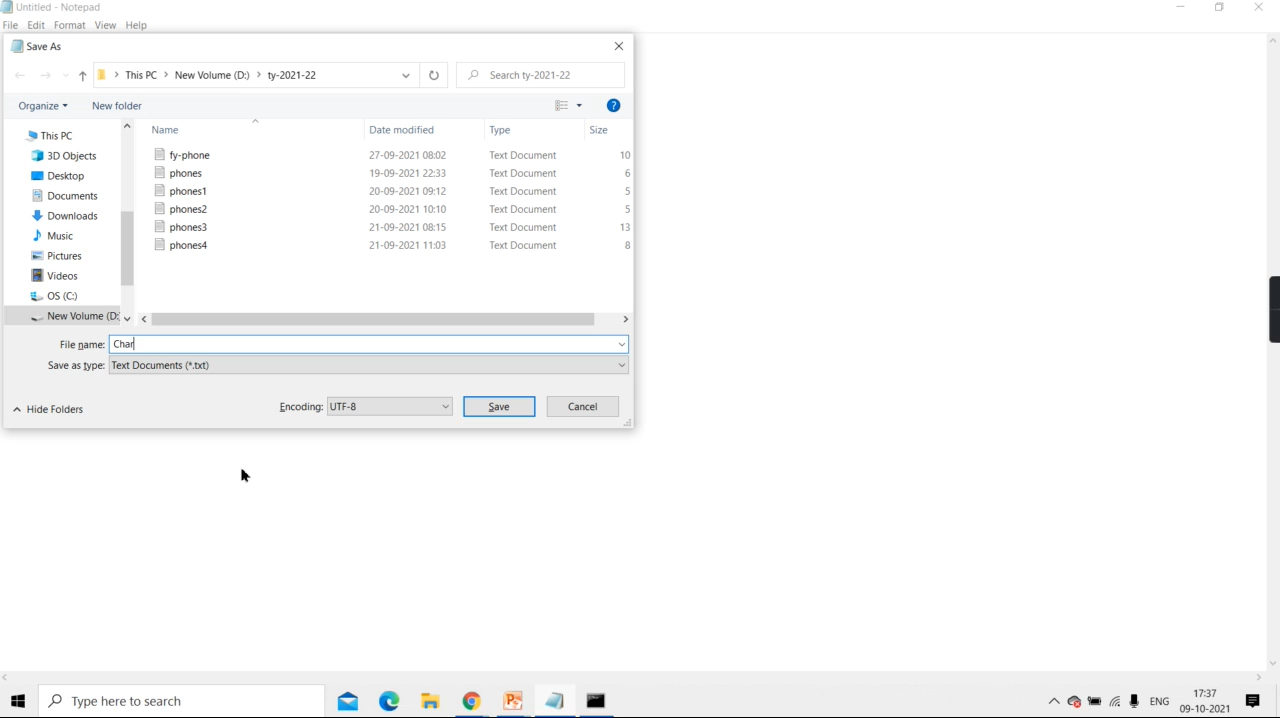 Untitled - Notepad
File Edit Format View Help
Save As
This PC New Volume (D:) ty-2021-22
Search ty-2021-22
Organize New folder
?
This PC
3D Objects
Desktop
Documents
Downloads
Music
Pictures
Videos
OS (C:)
New Volume (D:
Name Date modified Type Size
fy-phone 27-09-2021 08:02 Text Document 10
phones 19-09-2021 22:33 Text Document 6
phones1 20-09-2021 09:12 Text Document 5
phones2 20-09-2021 10:10 Text Document 5
phones3 21-09-2021 08:15 Text Document 13
phones4 21-09-2021 11:03 Text Document 8
File name: Char
Save as type: Text Documents (*.txt)
Hide Folders
Encoding: UTF-8
Save Cancel
Type here to search
ENG
17:37
09-10-2021